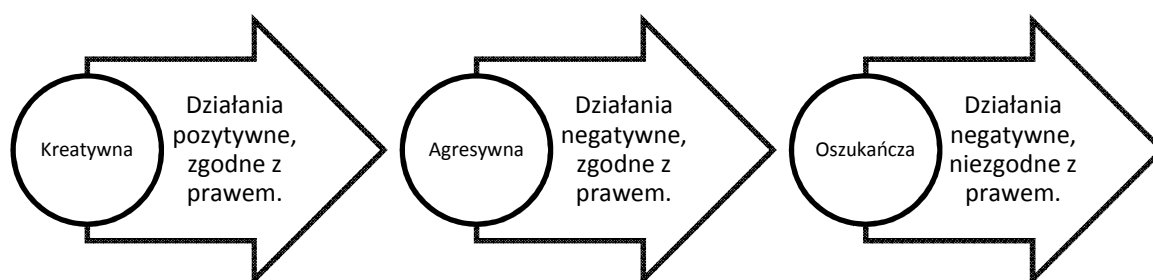 Kreatywna
Działania
pozytywne,
zgodne z
prawem.
Agresywna
Działania
negatywne,
zgodne z
prawem.
Oszukańcza
Działania
negatywne,
niezgodne z
prawem.